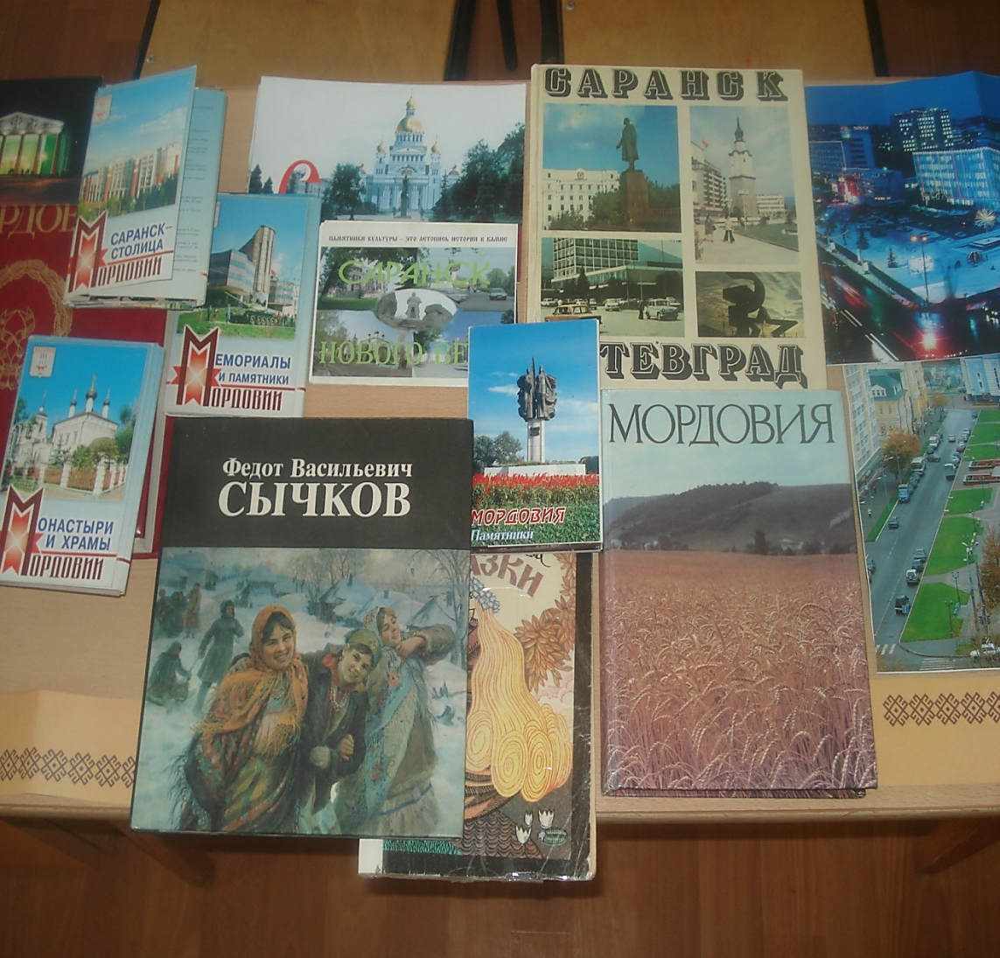 САРАНСК
САРАНСК–
СТОЛИЦА
МОРДОВИИ
МЕМОРИАЛЫ
И ПАМЯТНИКИ
МОРДОВИИ
ПАМЯТНИКИ КУЛЬТУРЫ – ЭТО ЛЕТОПИСЬ ИСТОРИИ В КАМНЕ
САРАНСК
НОВОГО ВЕ
ТЕВГРАД
МОНАСТЫРИ
И ХРАМЫ
МОРДОВИИ
Федот Васильевич
СЫЧКОВ
МОРДОВИЯ
Памятники
МОРДОВИЯ
АЗКИ